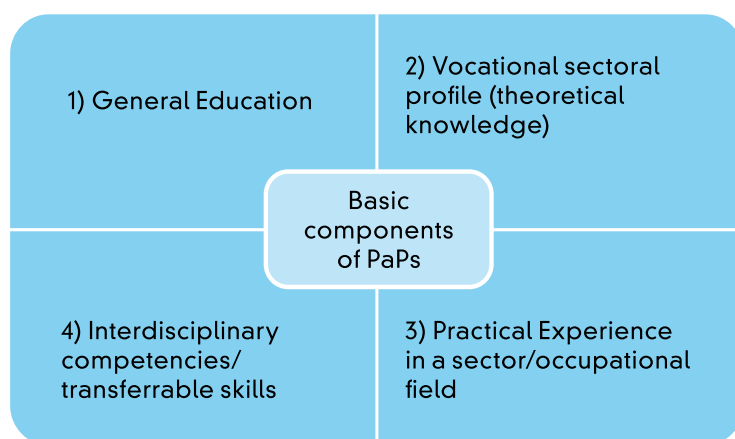 1) General Education
2) Vocational sectoral
profile (theoretical
knowledge)
Basic
components
of PaPs
4) Interdisciplinary
competencies/
transferrable skills
3) Practical Experience
in a sector/occupational
field